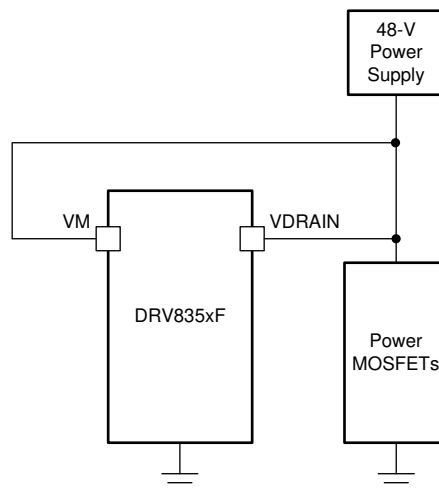 48-V
Power
Supply
VM
VDRAIN
DRV835xF
Power
MOSFETs